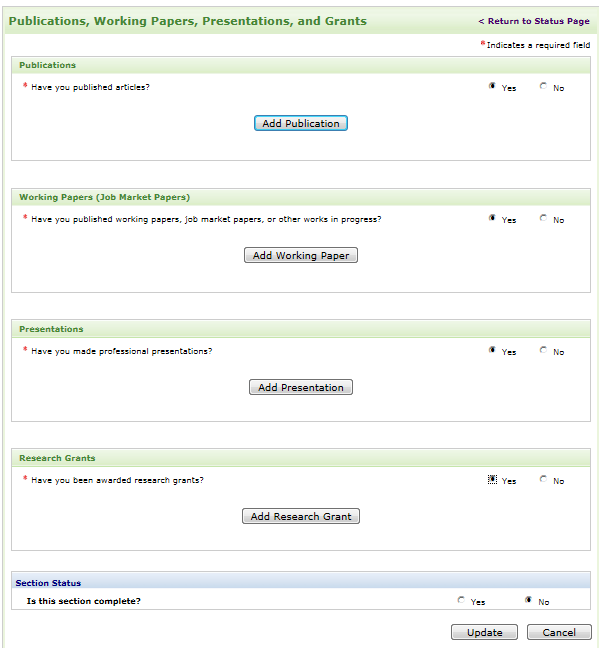 Publications, Working Papers, Presentations, and Grants < Return to Status Page
* Indicates a required field
Publications
* Have you published articles? Yes No
Add Publication
Working Papers (Job Market Papers)
* Have you published working papers, job market papers, or other works in progress? Yes No
Add Working Paper
Presentations
* Have you made professional presentations? Yes No
Add Presentation
Research Grants
* Have you been awarded research grants? Yes No
Add Research Grant
Section Status
Is this section complete? Yes No
Update Cancel